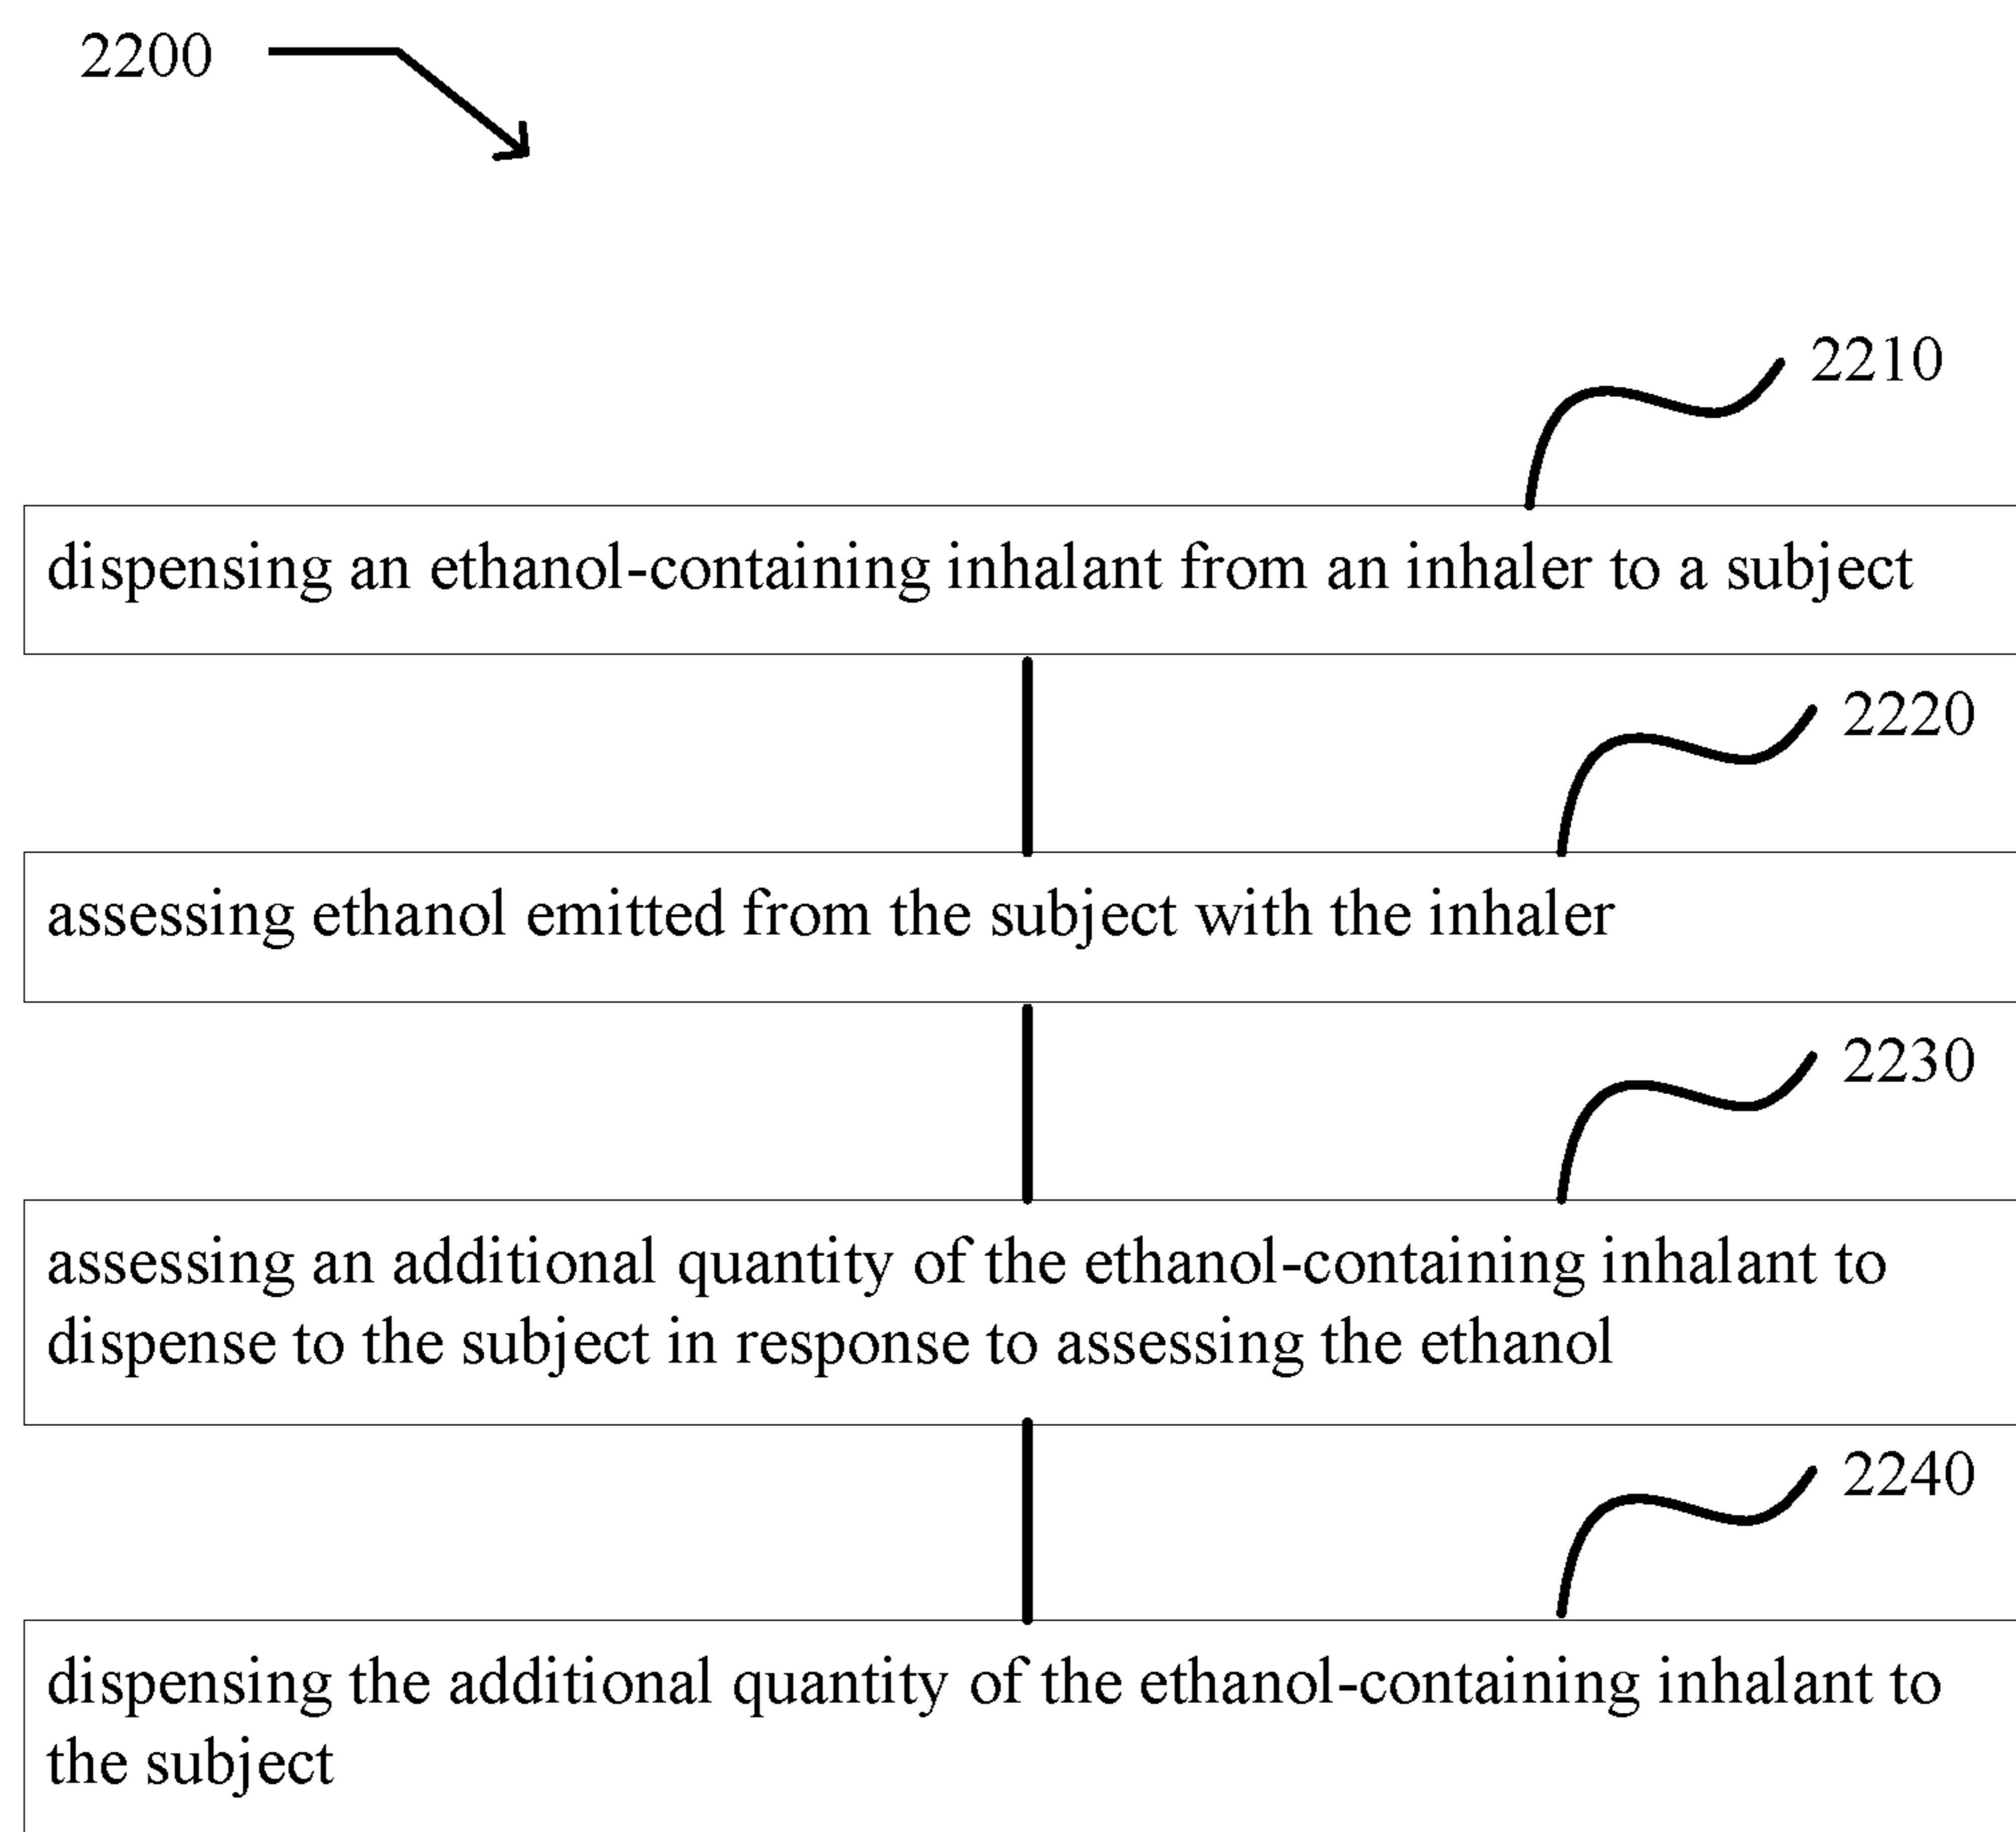 2200
2210
dispensing an ethanol-containing inhalant from an inhaler to a subject
2220
assessing ethanol emitted from the subject with the inhaler
2230
assessing an additional quantity of the ethanol-containing inhalant to
dispense to the subject in response to assessing the ethanol
2240
dispensing the additional quantity of the ethanol-containing inhalant to
the subject